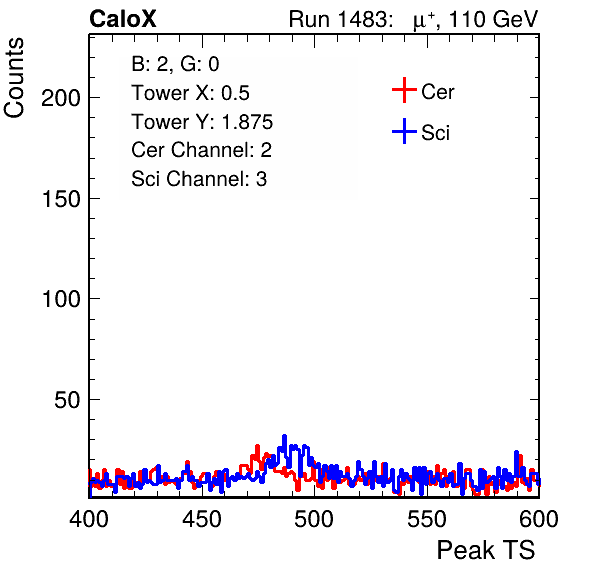 CaloX Run 1483: μ⁺, 110 GeV
Counts
B: 2, G: 0
Tower X: 0.5
Tower Y: 1.875
Cer Channel: 2
Sci Channel: 3
Cer
Sci
200
150
100
50
400 450 500 550 600
Peak TS